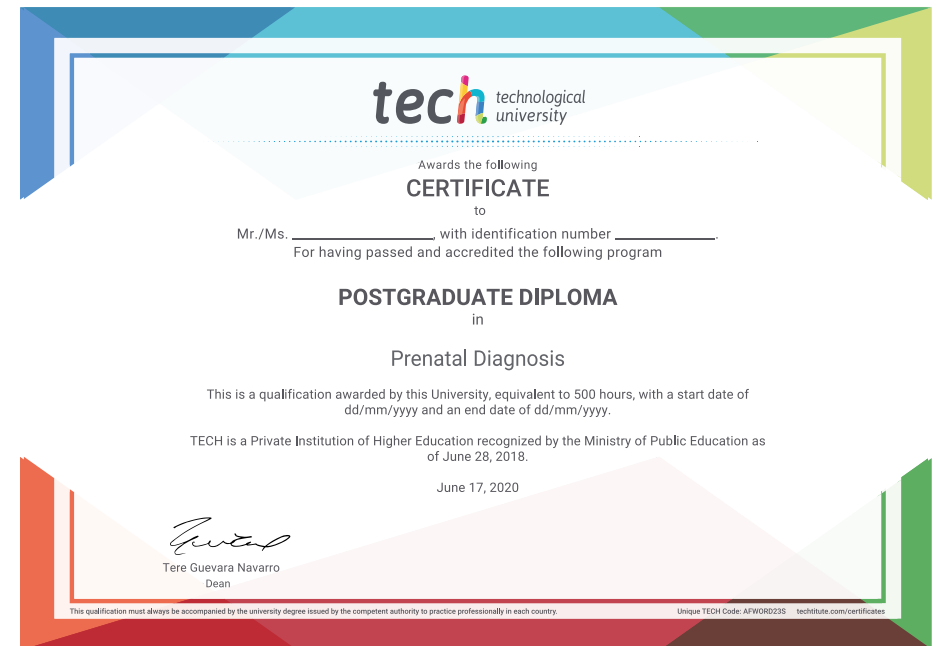 tech technological
university
Awards the following
CERTIFICATE
to
Mr./Ms. ____________________, with identification number ______________.
For having passed and accredited the following program
POSTGRADUATE DIPLOMA
in
Prenatal Diagnosis
This is a qualification awarded by this University, equivalent to 500 hours, with a start date of
dd/mm/yyyy and an end date of dd/mm/yyyy.
TECH is a Private Institution of Higher Education recognized by the Ministry of Public Education as
of June 28, 2018.
June 17, 2020
Tere Guevara Navarro
Dean
This qualification must always be accompanied by the university degree issued by the competent authority to practice professionally in each country.
Unique TECH Code: AFWORD23S techtitute.com/certificates